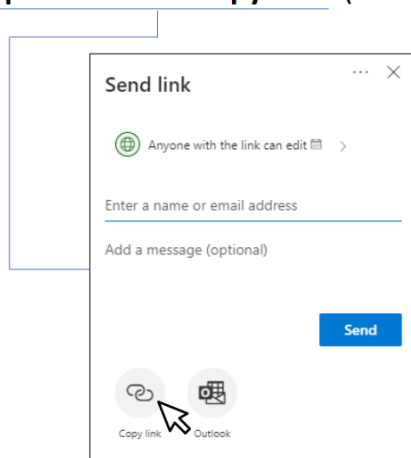 Send link
Anyone with the link can edit
Enter a name or email address
Add a message (optional)
Send
Copy link
Outlook